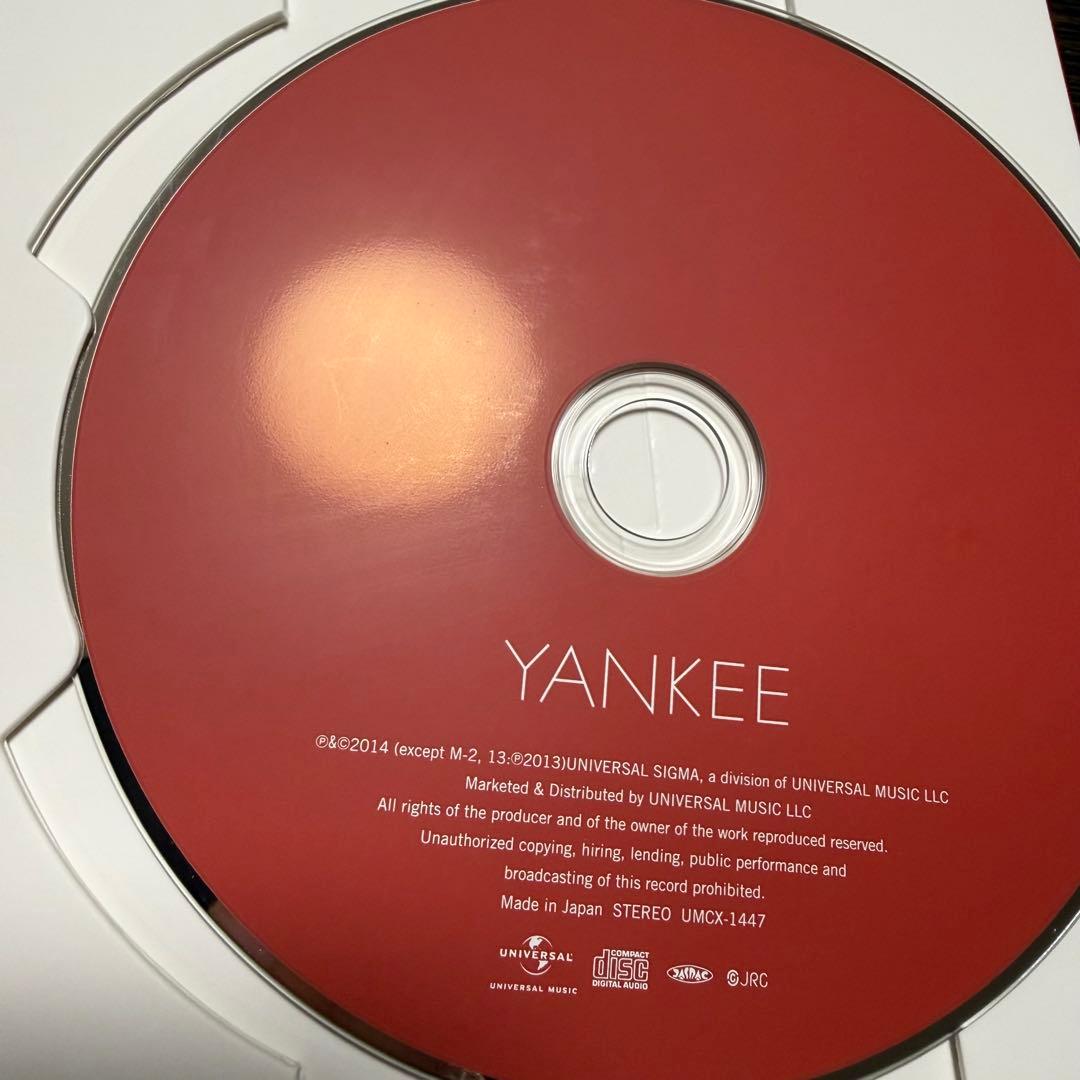 YANKEE
℗&©2014 (except M-2, 13:℗2013)UNIVERSAL SIGMA, a division of UNIVERSAL MUSIC LLC
Marketed & Distributed by UNIVERSAL MUSIC LLC
All rights of the producer and of the owner of the work reproduced reserved.
Unauthorized copying, hiring, lending, public performance and
broadcasting of this record prohibited.
Made in Japan STEREO UMCX-1447
UNIVERSAL
UNIVERSAL MUSIC
COMPACT
disc
DIGITAL AUDIO
JASRAC
JRC